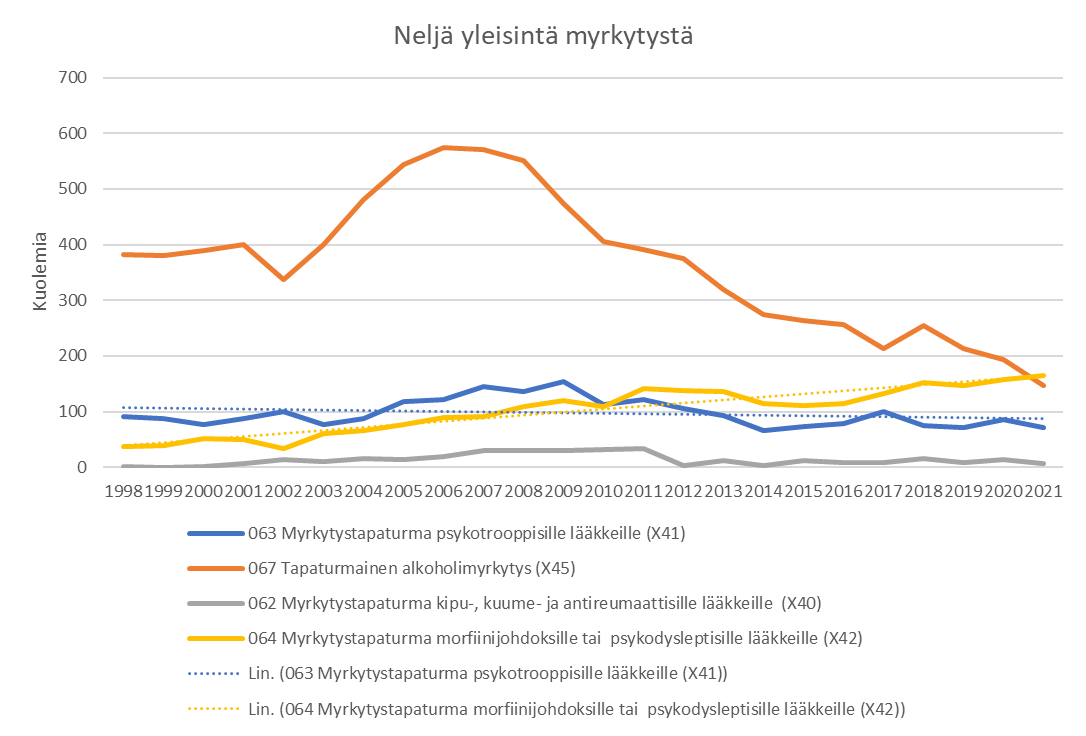 Neljä yleisintä myrkytystä
700
600
500
400
300
200
100
0
Kuolemia
1998 1999 2000 2001 2002 2003 2004 2005 2006 2007 2008 2009 2010 2011 2012 2013 2014 2015 2016 2017 2018 2019 2020 2021
063 Myrkytystapaturma psykotrooppisille lääkkeille (X41)
067 Tapaturmainen alkoholimyrkytys (X45)
062 Myrkytystapaturma kipu-, kuume- ja antireumaattisille lääkkeille (X40)
064 Myrkytystapaturma morfiinijohdoksille tai psykodysleptisille lääkkeille (X42)
Lin. (063 Myrkytystapaturma psykotrooppisille lääkkeille (X41))
Lin. (064 Myrkytystapaturma morfiinijohdoksille tai psykodysleptisille lääkkeille (X42))